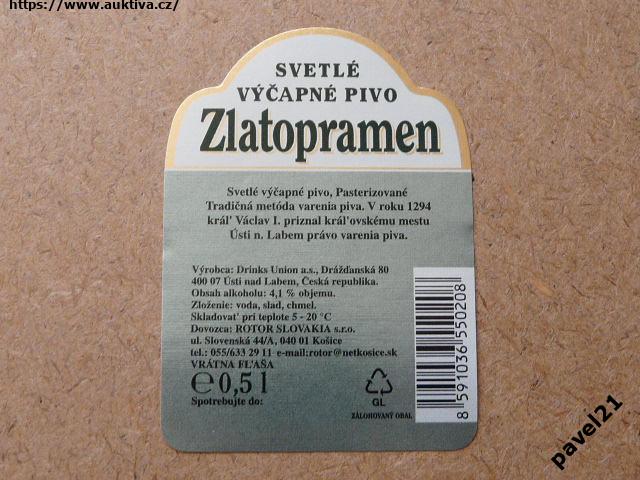 https://www.auktiva.cz/
SVETLÉ
VÝČAPNÉ PIVO
Zlatopramen
Svetlé výčapné pivo, Pasterizované
Tradičná metóda varenia piva. V roku 1294
kráľ Václav I. priznal kráľovskému mestu
Ústí n. Labem právo varenia piva.
Výrobca: Drinks Union a.s., Drážďanská 80
400 07 Ústí nad Labem, Česká republika.
Obsah alkoholu: 4,1 % objemu.
Zloženie: voda, slad, chmel.
Skladovať pri teplote 5 - 20 °C
Dovozca: ROTOR SLOVAKIA s.r.o.
ul. Slovenská 44/A, 040 01 Košice
tel.: 055/633 29 11 e-mail:rotor@netkosice.sk
VRÁTNA FĽAŠA
℮0,5 l
Spotrebujte do:
GL
ZÁLOHOVANÝ OBAL
8 591036 550208
pavel21